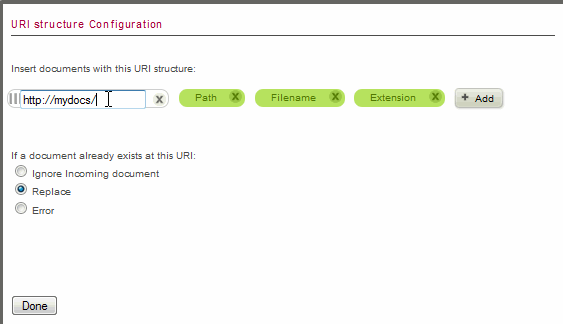 URI structure Configuration
Insert documents with this URI structure:
http://mydocs/ x Path x Filename x Extension x + Add
If a document already exists at this URI:
Ignore Incoming document
Replace
Error
Done